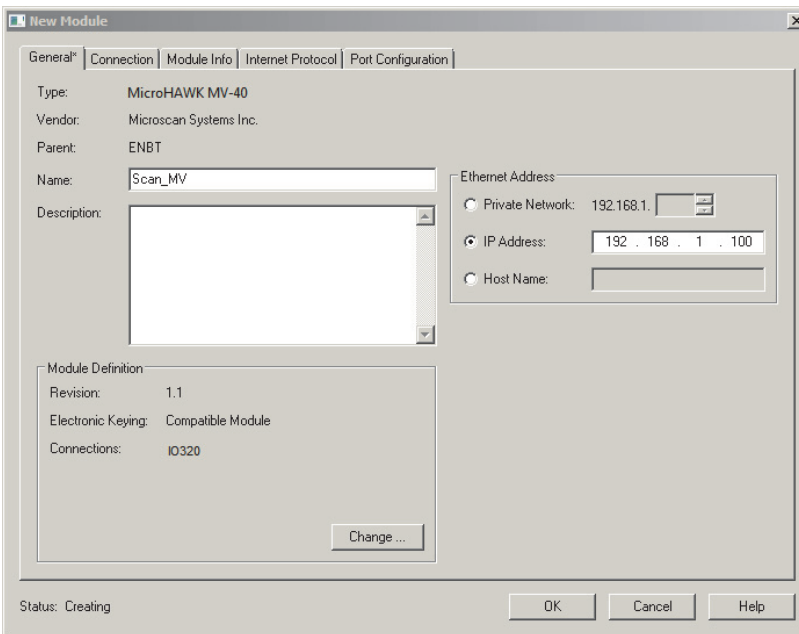 New Module
General* Connection Module Info Internet Protocol Port Configuration
Type: MicroHAWK MV-40
Vendor: Microscan Systems Inc.
Parent: ENBT
Name: Scan_MV
Description:
Ethernet Address
Private Network: 192.168.1.
IP Address: 192 . 168 . 1 . 100
Host Name:
Module Definition
Revision: 1.1
Electronic Keying: Compatible Module
Connections: IO320
Change ...
Status: Creating
OK Cancel Help